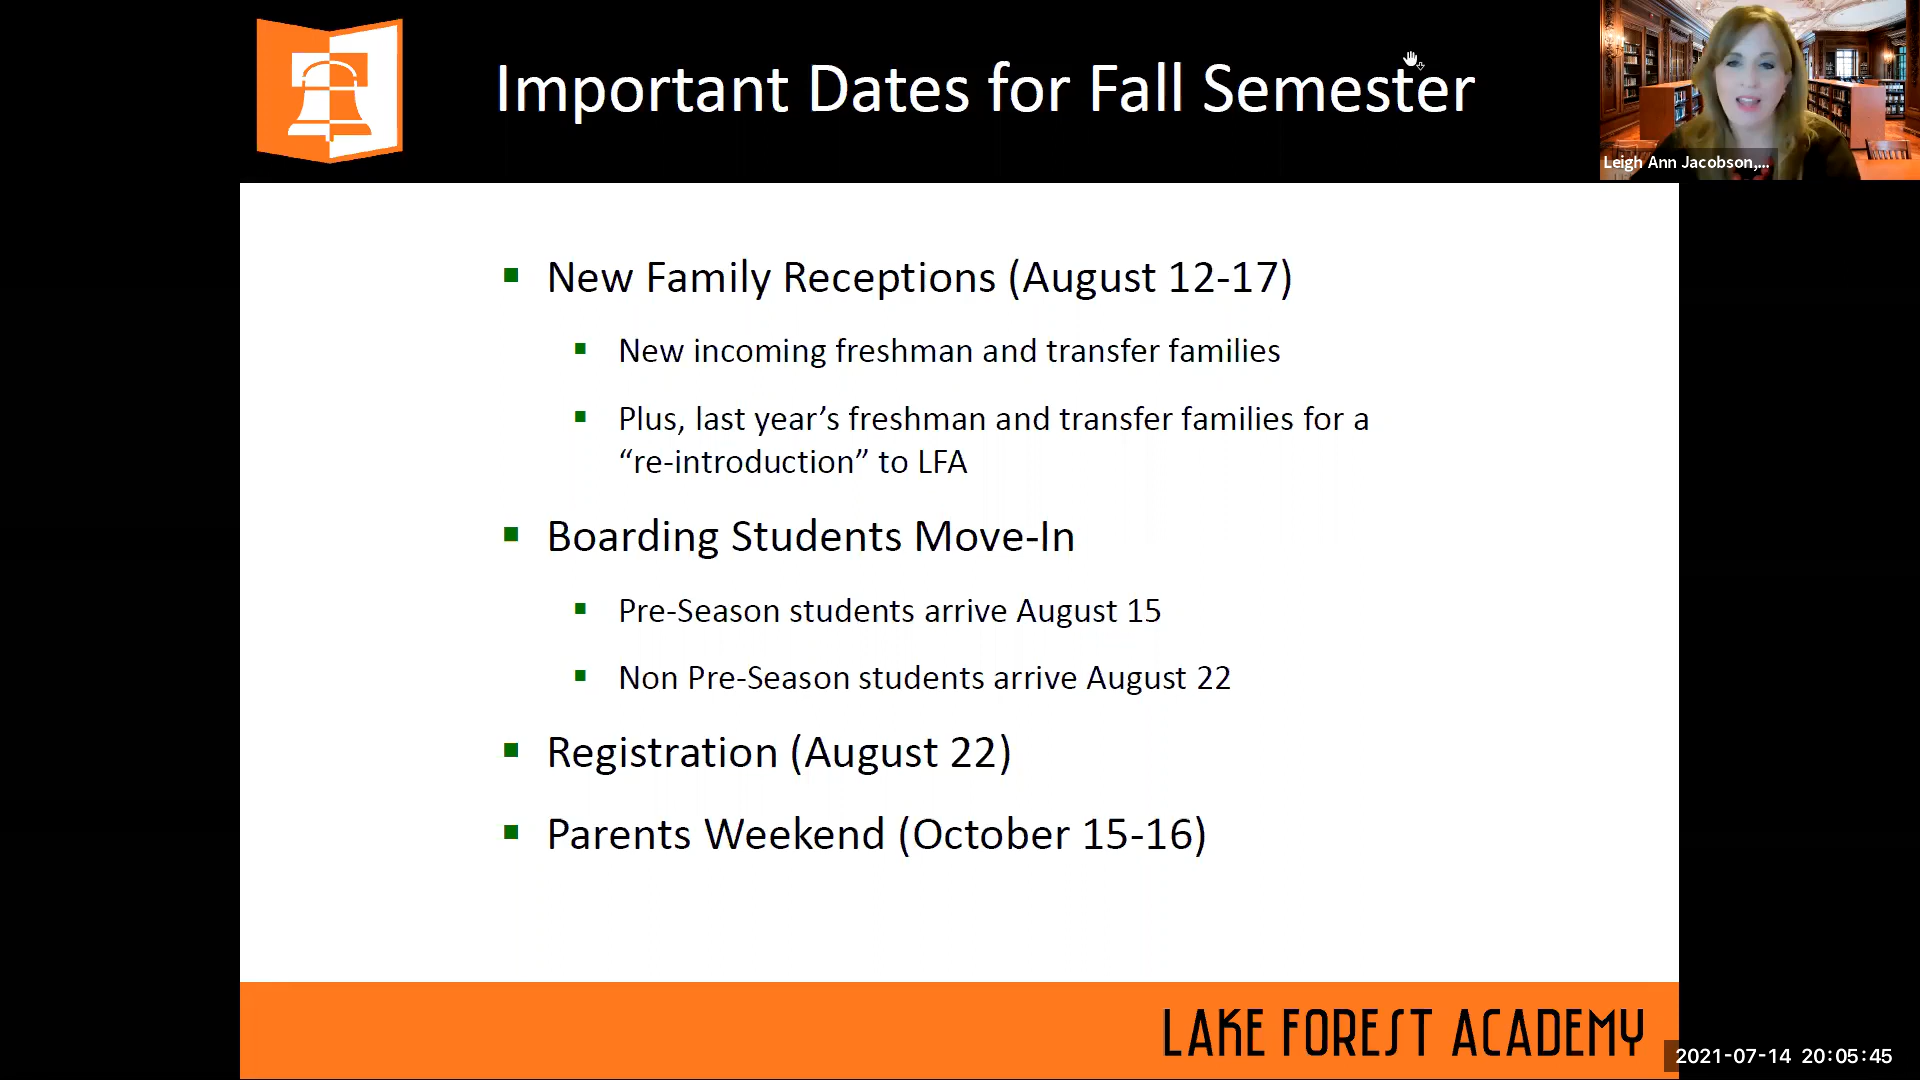 Important Dates for Fall Semester
Leigh Ann Jacobson,...
New Family Receptions (August 12-17)
New incoming freshman and transfer families
Plus, last year’s freshman and transfer families for a
“re-introduction” to LFA
Boarding Students Move-In
Pre-Season students arrive August 15
Non Pre-Season students arrive August 22
Registration (August 22)
Parents Weekend (October 15-16)
LAKE FOREST ACADEMY
2021-07-14 20:05:45